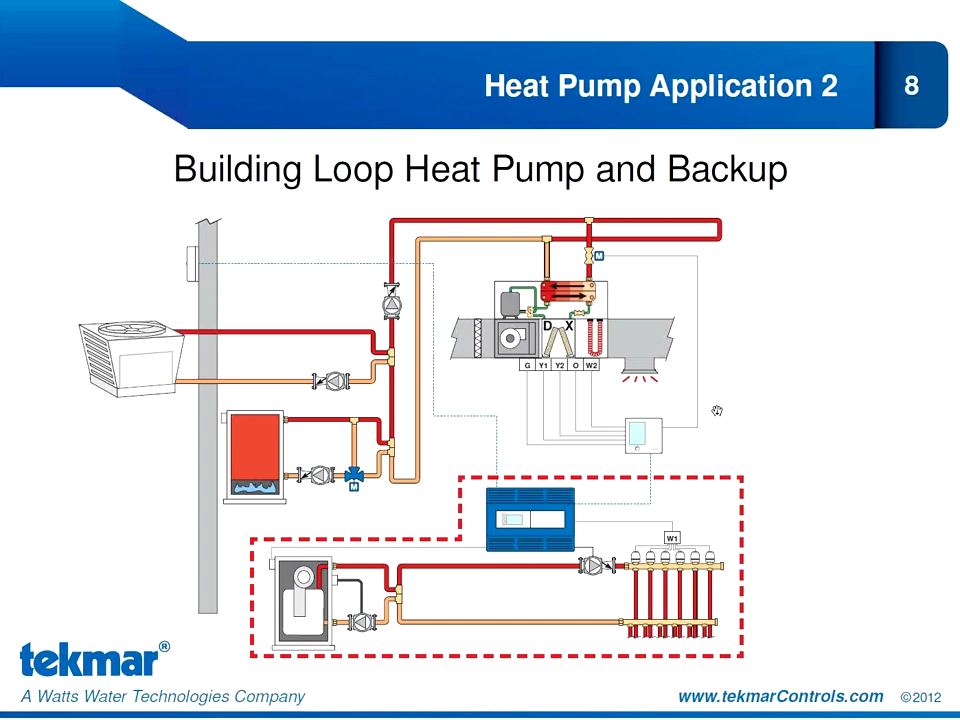 Heat Pump Application 2
8
Building Loop Heat Pump and Backup
M
D X
G Y1 Y2 O W2
M
W1
tekmar®
A Watts Water Technologies Company
www.tekmarControls.com ©2012